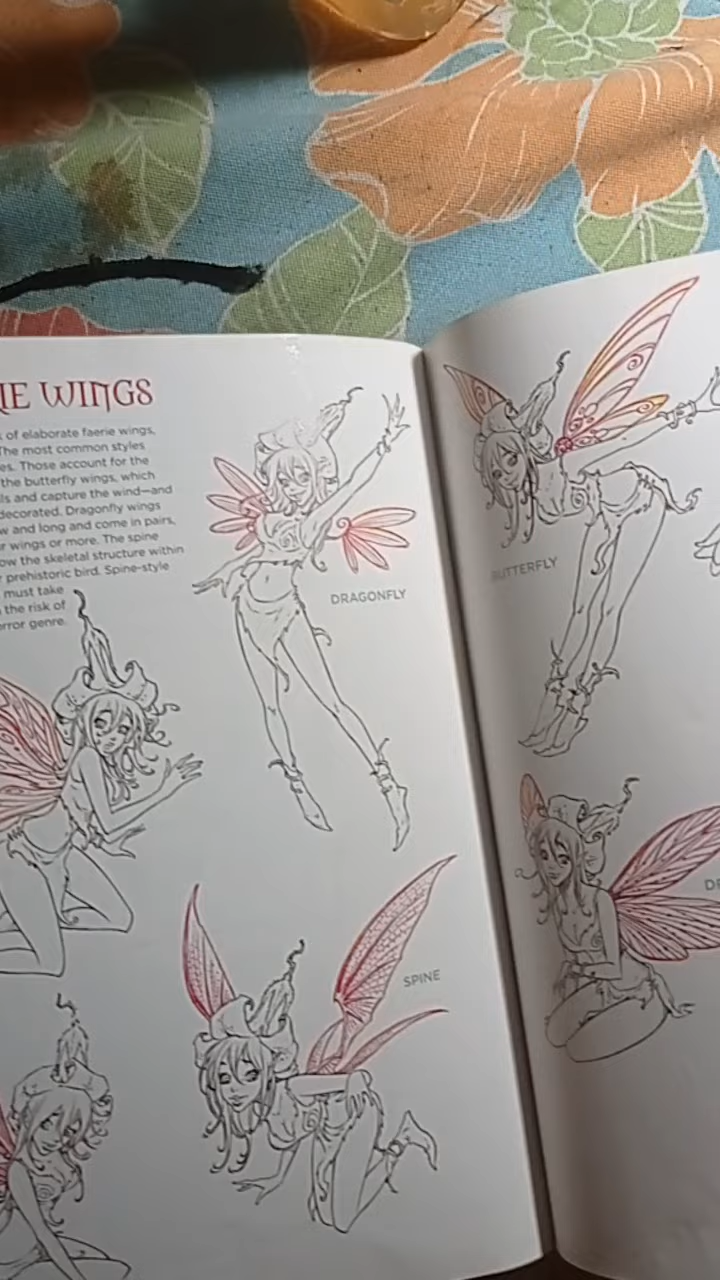 IE WINGS
of elaborate faerie wings,
The most common styles
es. Those account for the
the butterfly wings, which
ls and capture the wind—and
decorated. Dragonfly wings
w and long and come in pairs,
r wings or more. The spine
ow the skeletal structure within
r prehistoric bird. Spine-style
must take
the risk of
rror genre.
DRAGONFLY
SPINE
BUTTERFLY
DR